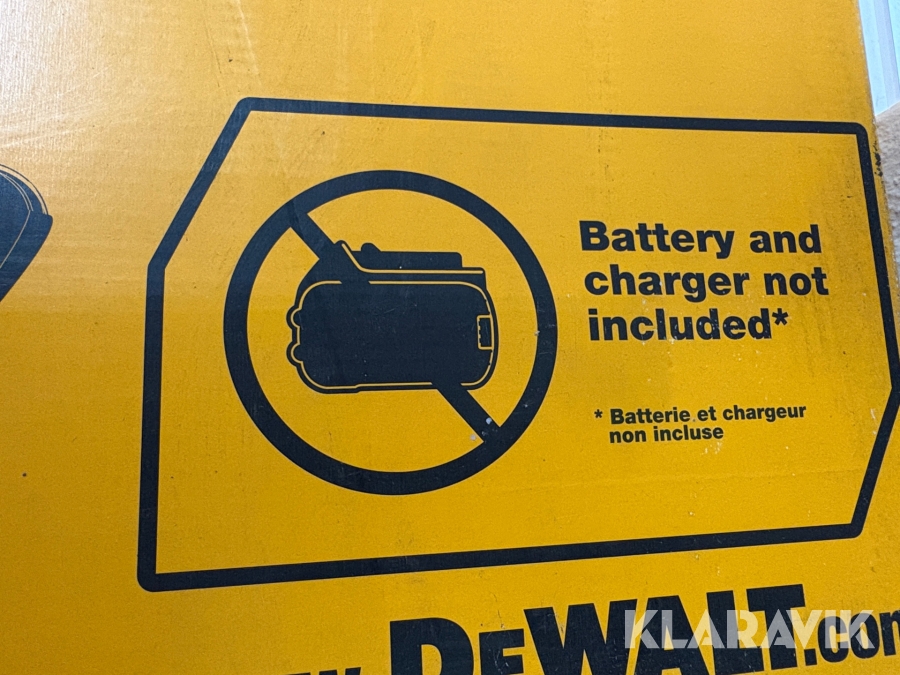 Battery and
charger not
included*
* Batterie et chargeur
non incluse
DEWALT.com
KLARAVIK